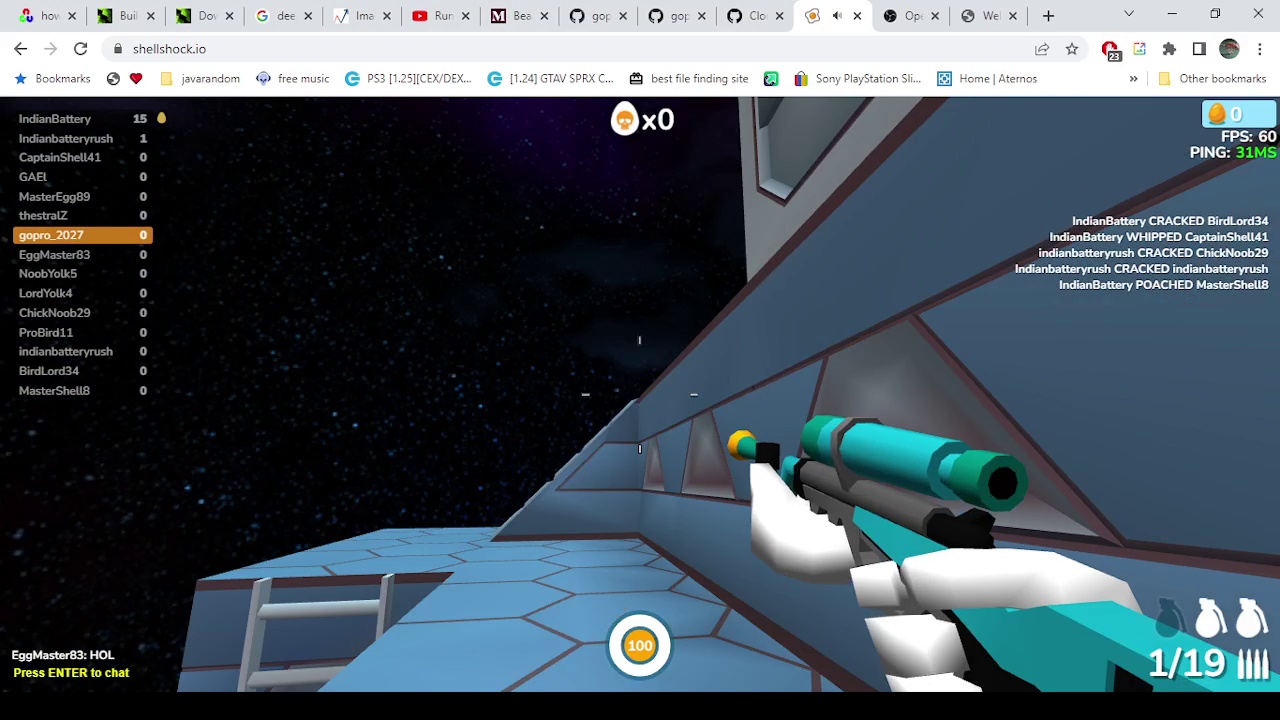 how
Buil
Dov
dee
Ima
Run
Bea
gop
gop
Clo
Ope
Wel
shellshock.io
23
Bookmarks
javarandom
free music
PS3 [1.25][CEX/DEX...
[1.24] GTAV SPRX C...
best file finding site
Sony PlayStation Sli...
Home | Aternos
»
Other bookmarks
IndianBattery 15
Indianbatteryrush 1
CaptainShell41 0
GAEl 0
MasterEgg89 0
thestralZ 0
gopro_2027 0
EggMaster83 0
NoobYolk5 0
LordYolk4 0
ChickNoob29 0
ProBird11 0
indianbatteryrush 0
BirdLord34 0
MasterShell8 0
x0
0
FPS: 60
PING: 31MS
IndianBattery CRACKED BirdLord34
IndianBattery WHIPPED CaptainShell41
indianbatteryrush CRACKED ChickNoob29
Indianbatteryrush CRACKED indianbatteryrush
IndianBattery POACHED MasterShell8
EggMaster83: HOL
Press ENTER to chat
100
1/19